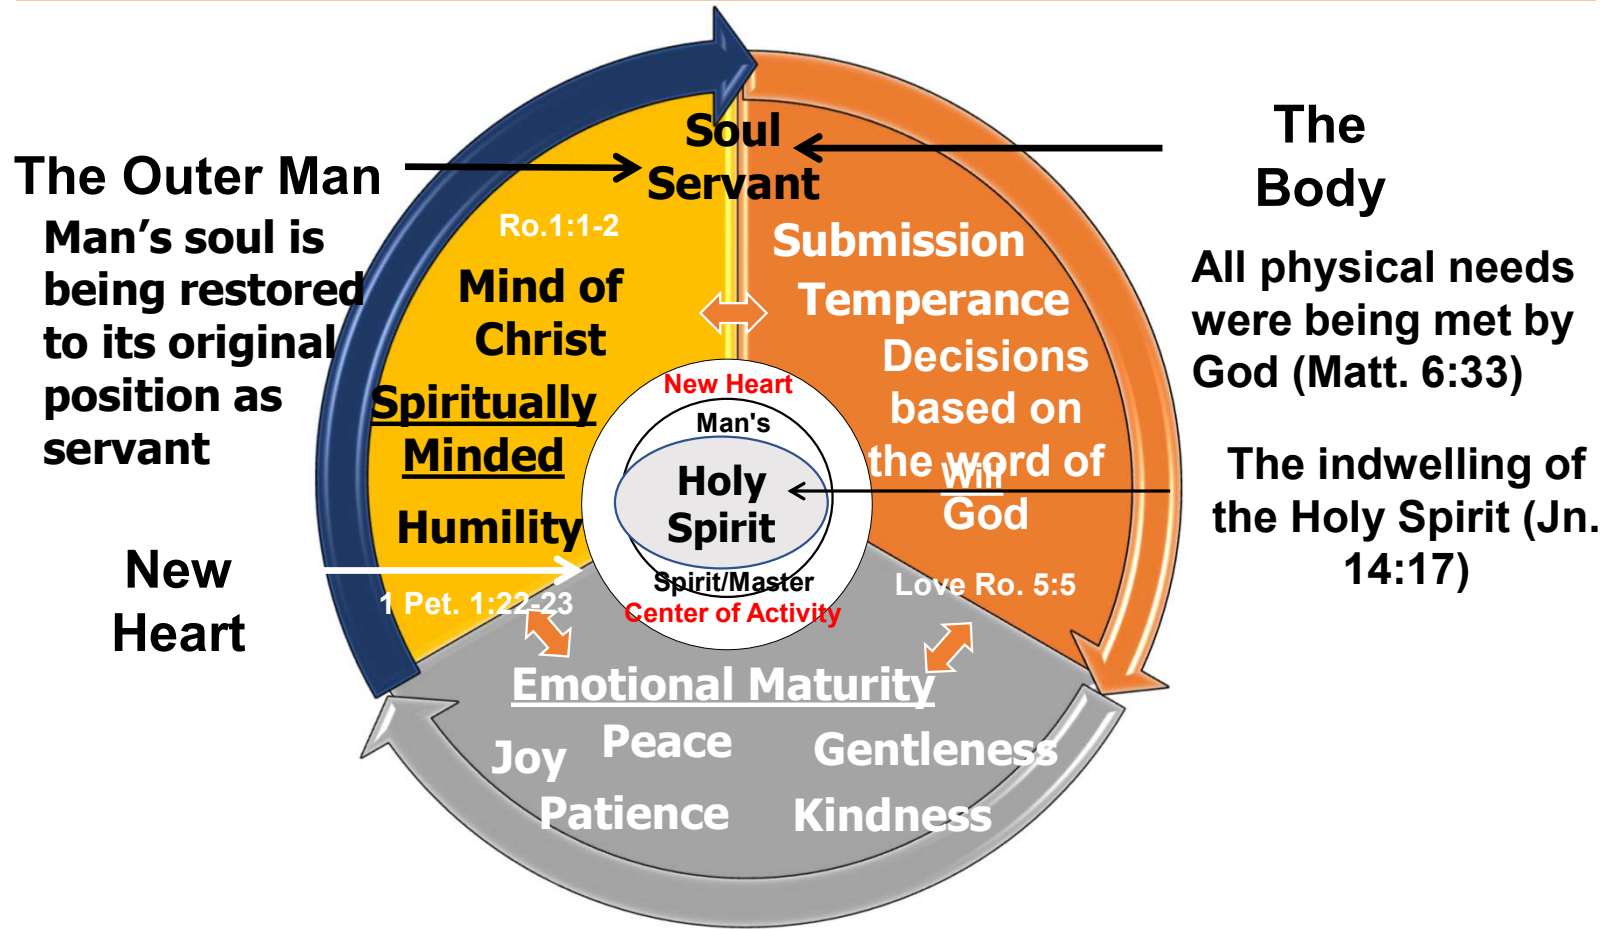 The Outer Man
Man’s soul is
being restored
to its original
position as
servant
New
Heart
Soul
Servant
Ro.1:1-2
Mind of
Christ
Spiritually
Minded
Humility
1 Pet. 1:22-23
Submission
Temperance
Decisions
based on
the word of
Will
God
Love Ro. 5:5
New Heart
Man's
Holy
Spirit
Spirit/Master
Center of Activity
Emotional Maturity
Joy
Peace
Gentleness
Patience
Kindness
The
Body
All physical needs
were being met by
God (Matt. 6:33)
The indwelling of
the Holy Spirit (Jn.
14:17)